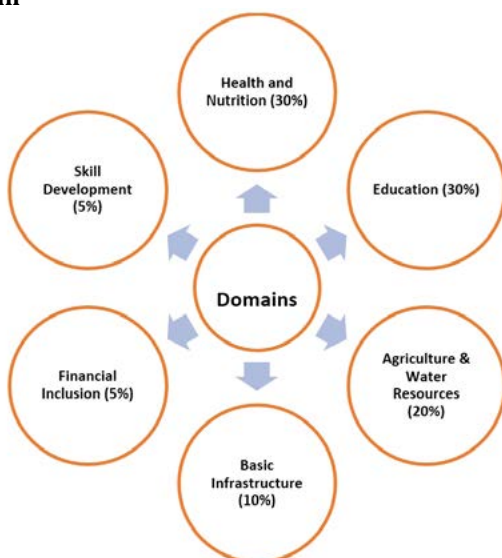 Health and
Nutrition (30%)
Skill
Development
(5%)
Education (30%)
Domains
Financial
Inclusion (5%)
Agriculture &
Water
Resources
(20%)
Basic
Infrastructure
(10%)